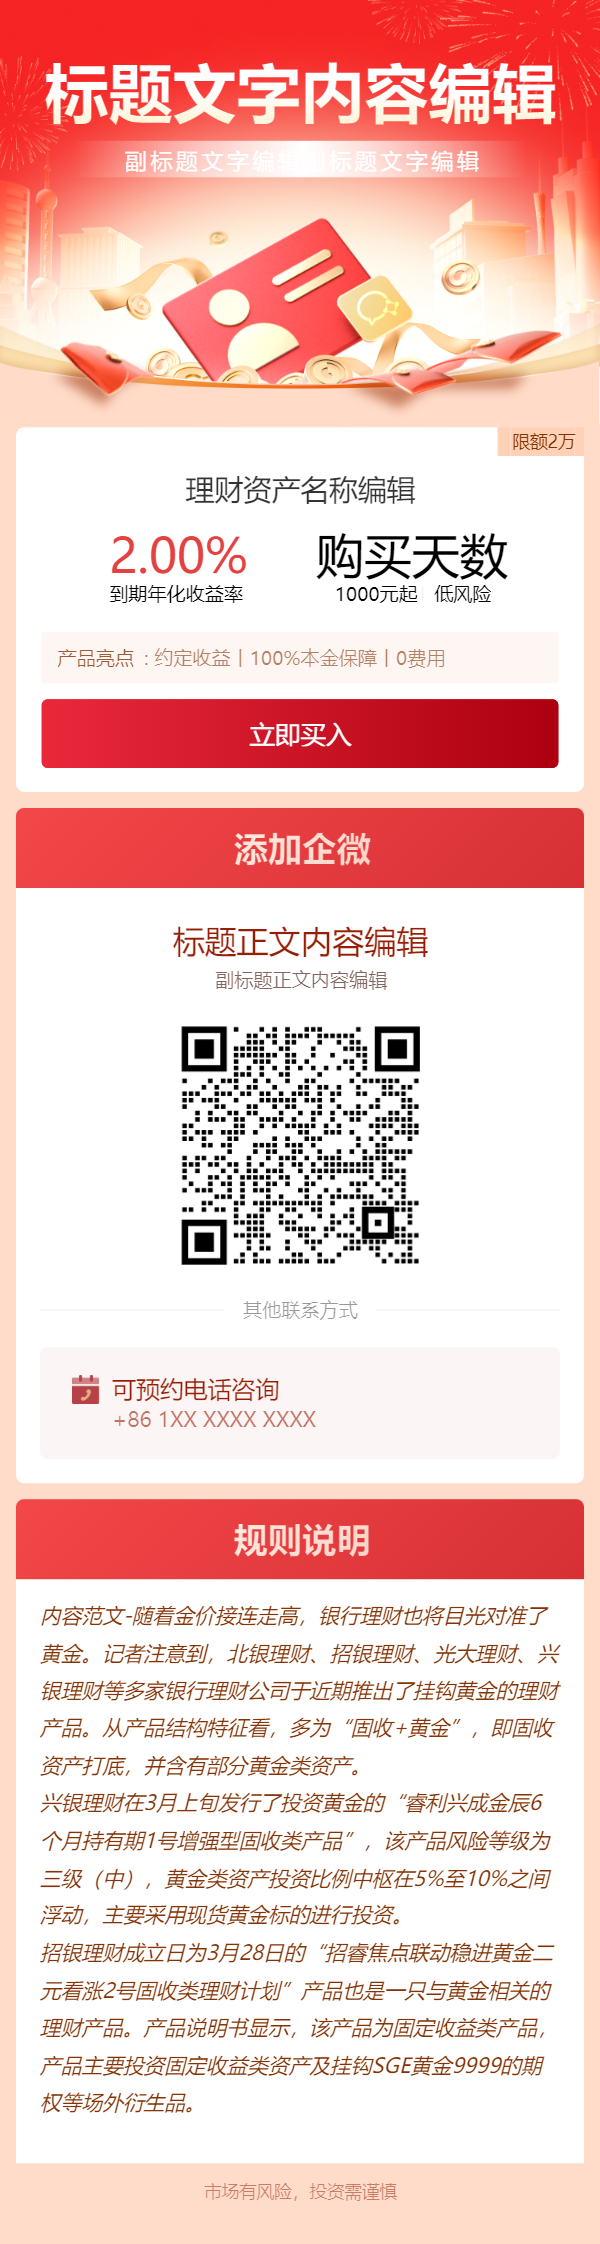 标题文字内容编辑
副标题文字编辑副标题文字编辑
限额2万
理财资产名称编辑
2.00% 购买天数
到期年化收益率 1000元起 低风险
产品亮点 : 约定收益丨100%本金保障丨0费用
立即买入
添加企微
标题正文内容编辑
副标题正文内容编辑
其他联系方式
可预约电话咨询
+86 1XX XXXX XXXX
规则说明
内容范文-随着金价接连走高，银行理财也将目光对准了
黄金。记者注意到，北银理财、招银理财、光大理财、兴
银理财等多家银行理财公司于近期推出了挂钩黄金的理财
产品。从产品结构特征看，多为“固收+黄金”，即固收
资产打底，并含有部分黄金类资产。
兴银理财在3月上旬发行了投资黄金的“睿利兴成金辰6
个月持有期1号增强型固收类产品”，该产品风险等级为
三级（中），黄金类资产投资比例中枢在5%至10%之间
浮动，主要采用现货黄金标的进行投资。
招银理财成立日为3月28日的“招睿焦点联动稳进黄金二
元看涨2号固收类理财计划”产品也是一只与黄金相关的
理财产品。产品说明书显示，该产品为固定收益类产品，
产品主要投资固定收益类资产及挂钩SGE黄金9999的期
权等场外衍生品。
市场有风险，投资需谨慎